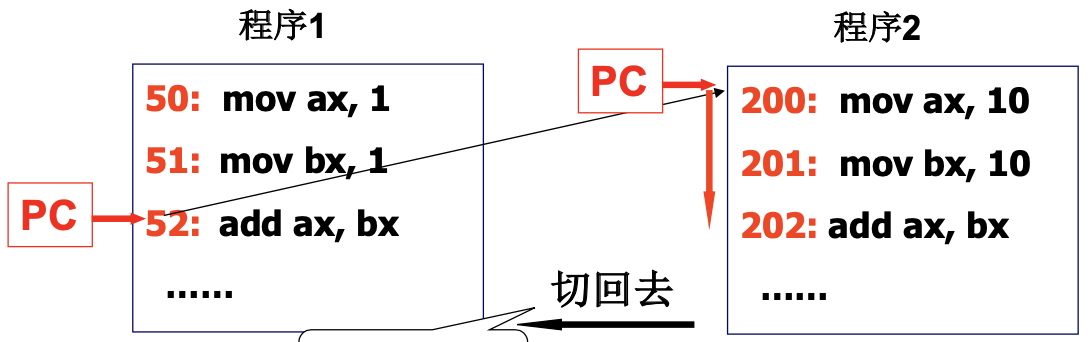 程序1
50: mov ax, 1
51: mov bx, 1
PC
52: add ax, bx
......
程序2
PC
200: mov ax, 10
201: mov bx, 10
202: add ax, bx
......
切回去